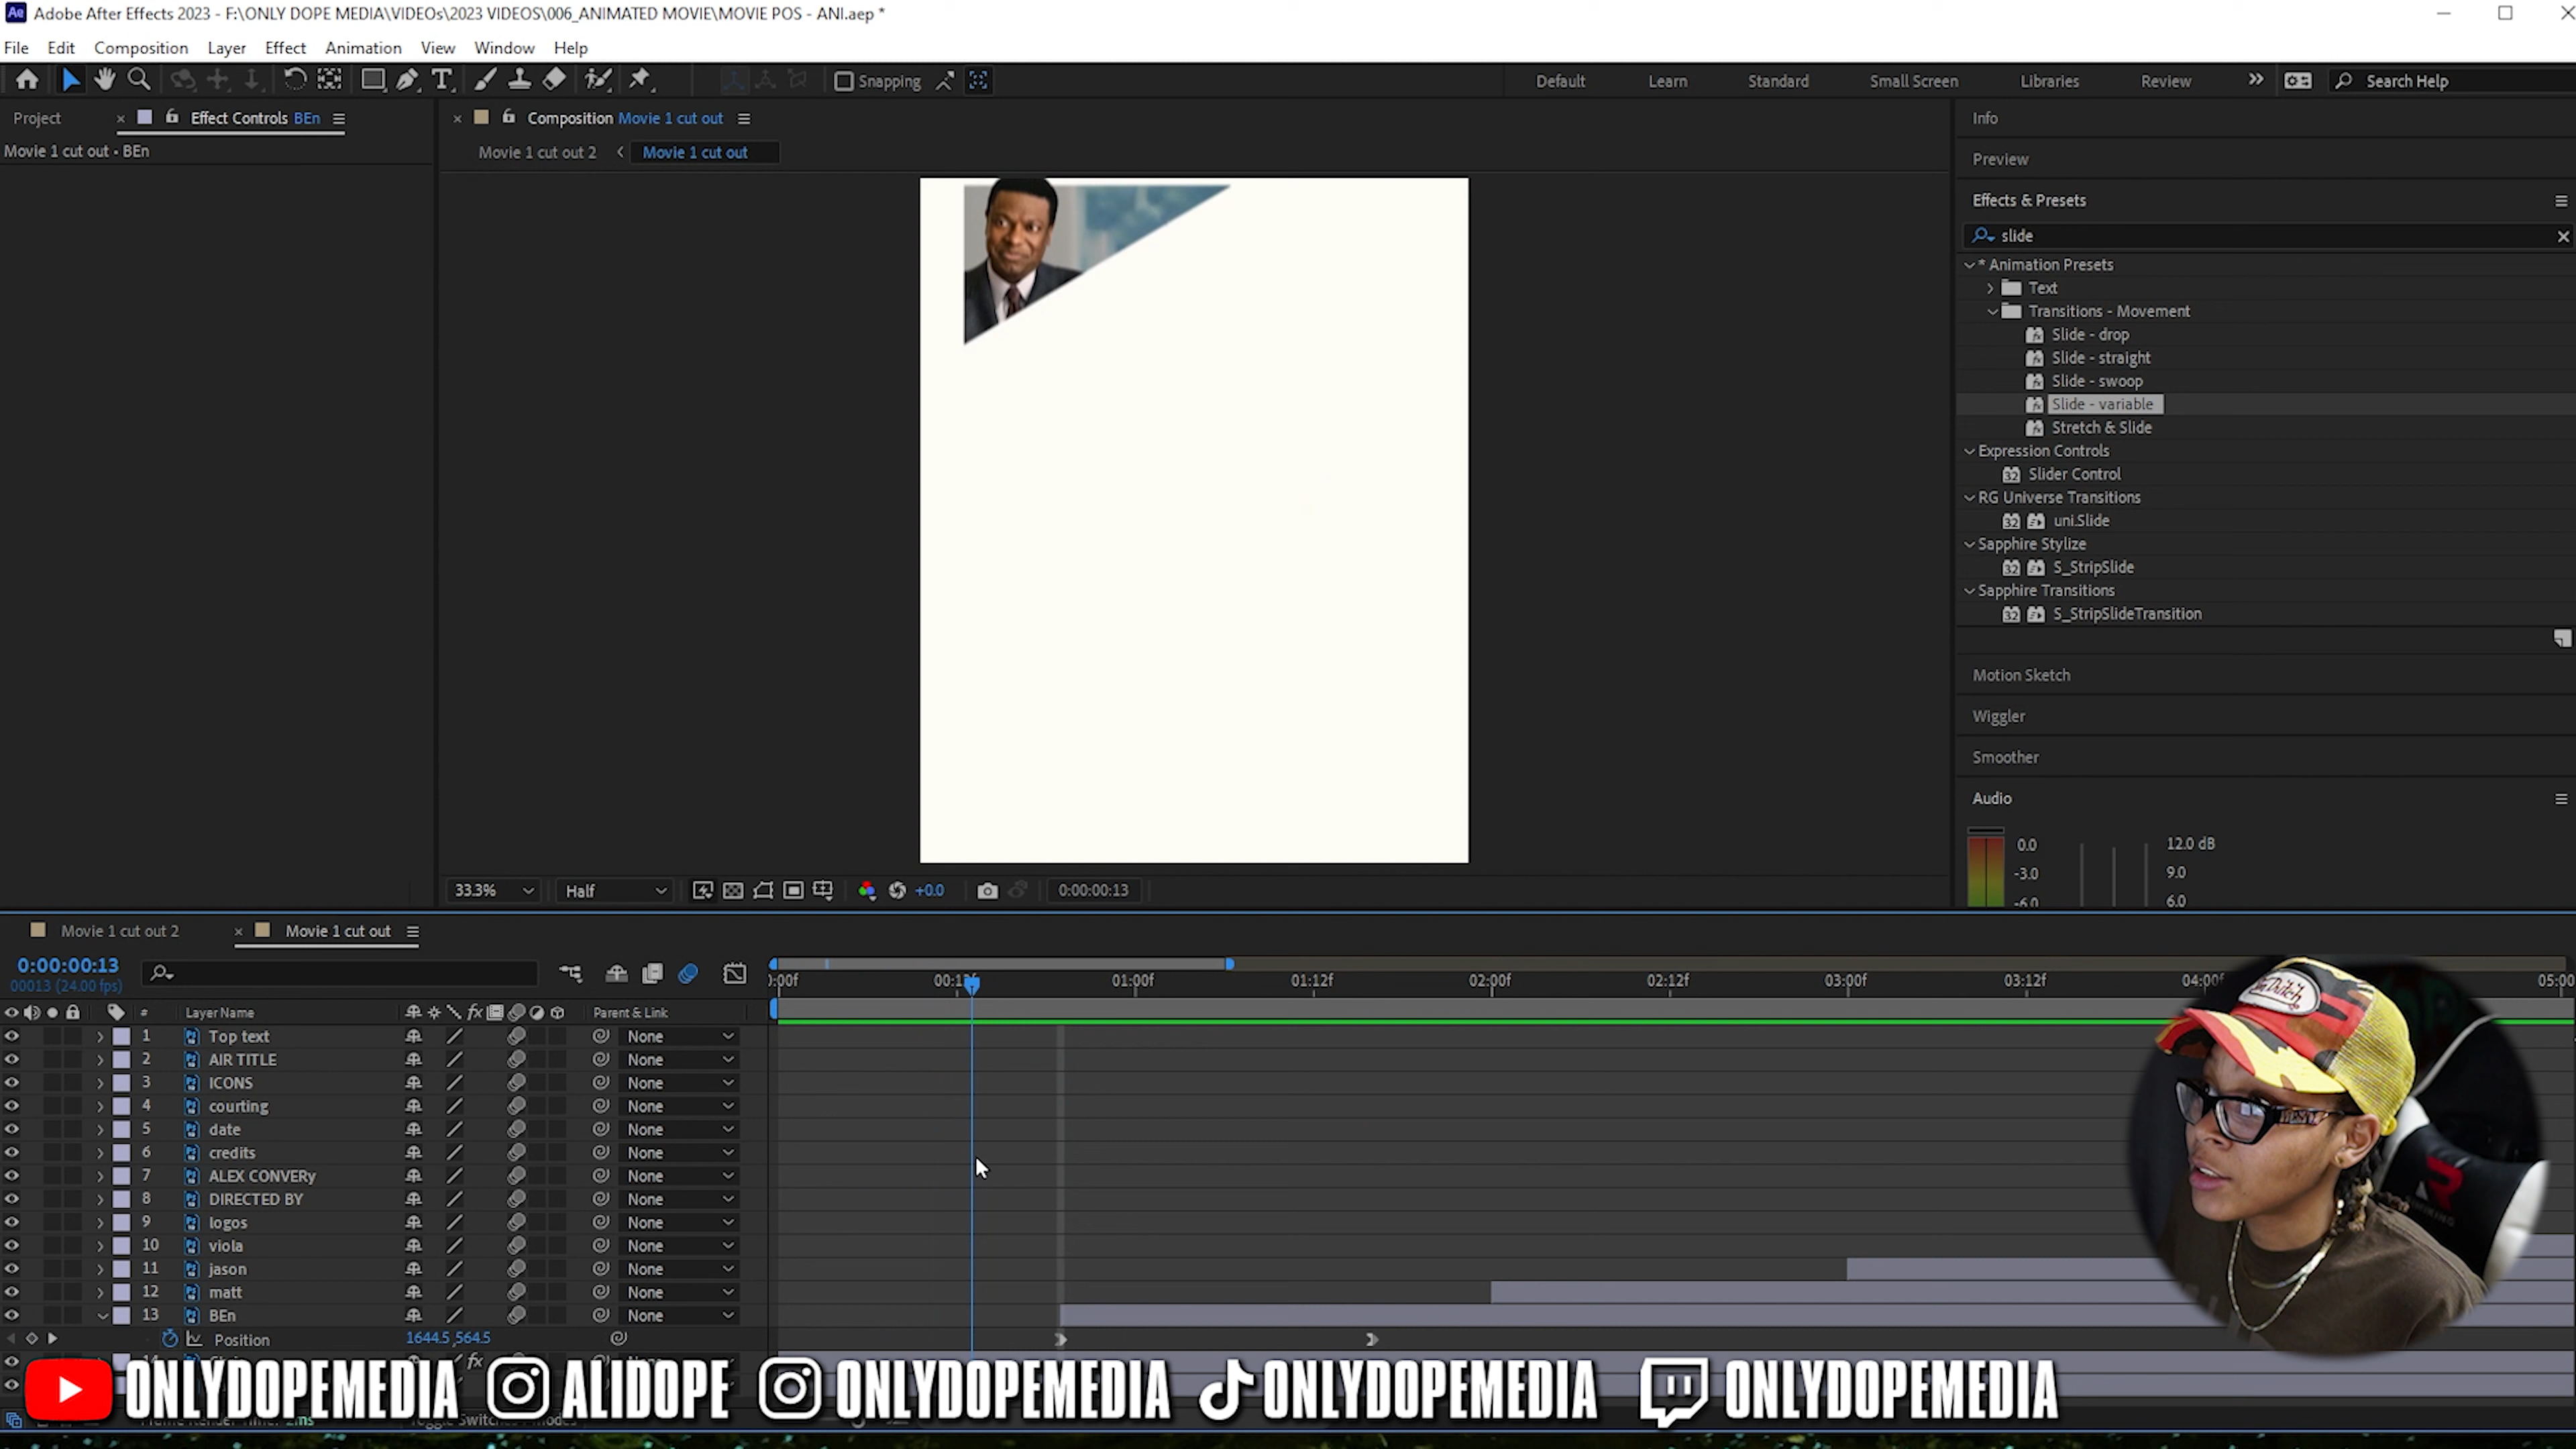 Adobe After Effects 2023 - F:\ONLY DOPE MEDIA\VIDEOs\2023 VIDEOS\006_ANIMATED MOVIE\MOVIE POS - ANI.aep *
File Edit Composition Layer Effect Animation View Window Help
Snapping Default Learn Standard Small Screen Libraries Review Search Help
Project Effect Controls BEn Composition Movie 1 cut out Info
Movie 1 cut out • BEn Movie 1 cut out 2 Movie 1 cut out
Preview
Effects & Presets
slide
* Animation Presets
Text
Transitions - Movement
Slide - drop
Slide - straight
Slide - swoop
Slide - variable
Stretch & Slide
Expression Controls
Slider Control
RG Universe Transitions
uni.Slide
Sapphire Stylize
S_StripSlide
Sapphire Transitions
S_StripSlideTransition
Motion Sketch
Wiggler
Smoother
Audio
0.0 12.0 dB
-3.0 9.0
-6.0 6.0
33.3% Half +0.0 0:00:00:13
Movie 1 cut out 2 Movie 1 cut out
0:00:00:13
00013 (24.00 fps)
:00f 01:00f 01:12f 02:00f 02:12f 03:00f 03:12f 05:00
# Layer Name Parent & Link
1 Top text None
2 AIR TITLE None
3 ICONS None
4 courting None
5 date None
6 credits None
7 ALEX CONVERy None
8 DIRECTED BY None
9 logos None
10 viola None
11 jason None
12 matt None
13 BEn None
Position 1644.5,564.5
ONLYDOPEMEDIA ALIDOPE ONLYDOPEMEDIA ONLYDOPEMEDIA ONLYDOPEMEDIA
Von Dutch